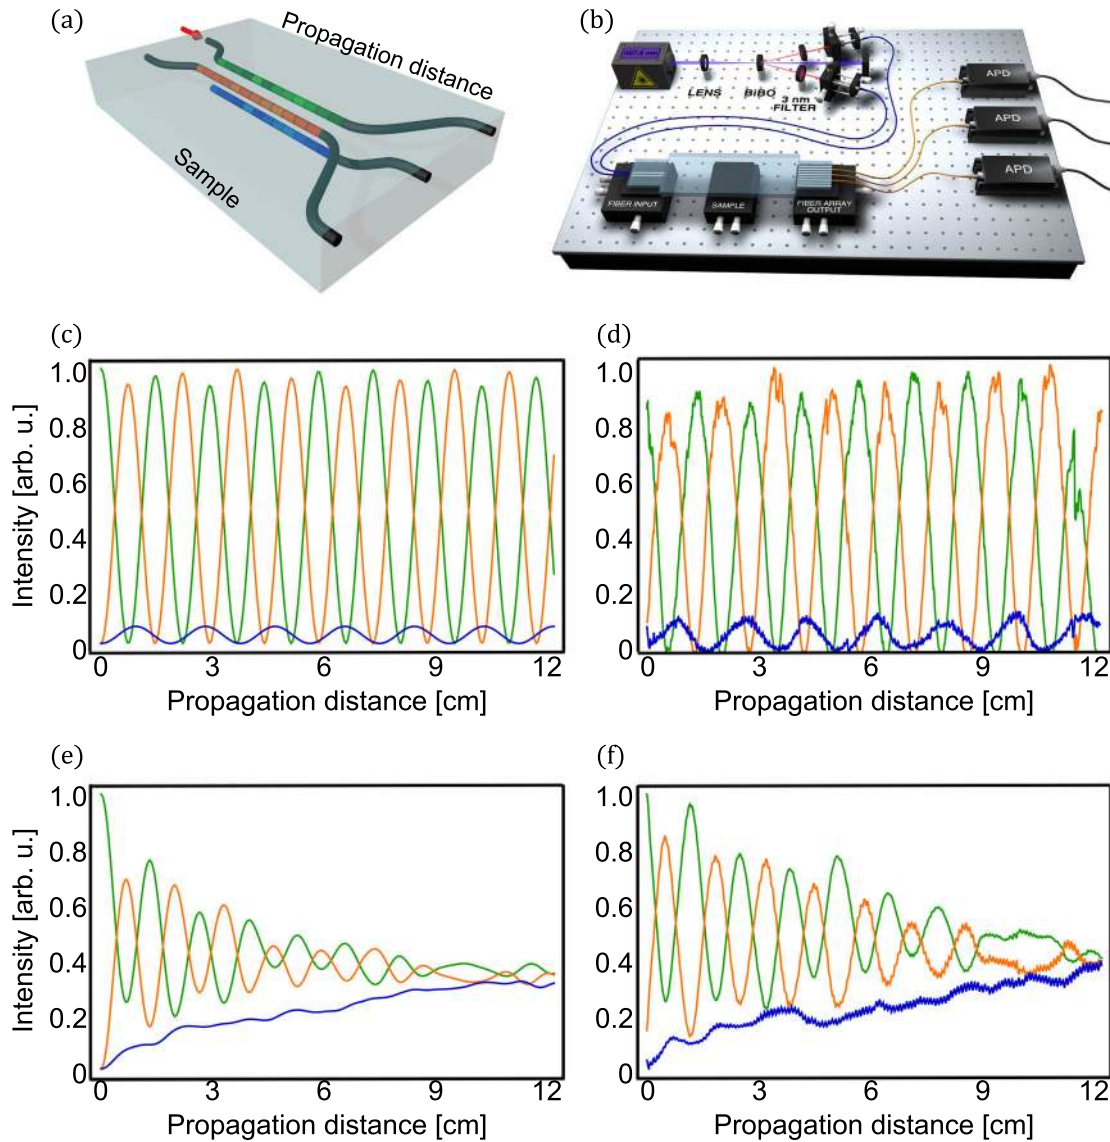 (a)
Propagation distance
Sample
(b)
LENS
BiBO
3 nm
FILTER
APD
APD
APD
FIBER INPUT
SAMPLE
FIBER ARRAY
OUTPUT
(c)
Intensity [arb. u.]
1.0
0.8
0.6
0.4
0.2
0
0 3 6 9 12
Propagation distance [cm]
(d)
1.0
0.8
0.6
0.4
0.2
0
0 3 6 9 12
Propagation distance [cm]
(e)
Intensity [arb. u.]
1.0
0.8
0.6
0.4
0.2
0
0 3 6 9 12
Propagation distance [cm]
(f)
1.0
0.8
0.6
0.4
0.2
0
0 3 6 9 12
Propagation distance [cm]